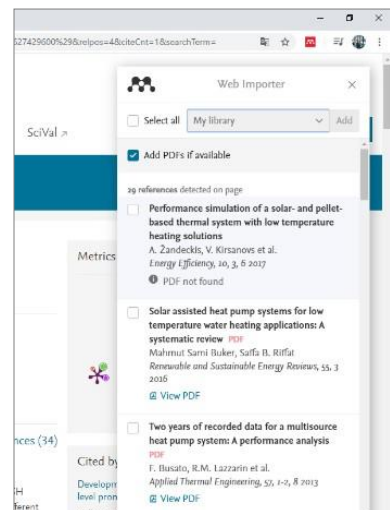 527429600%29&relpos=4&citeCnt=1&searchTerm=
Web Importer
Select all
My library
Add
SciVal
Add PDFs if available
29 references detected on page
Performance simulation of a solar- and pellet-
based thermal system with low temperature
heating solutions
A. Žandeckis, V. Kirsanovs et al.
Energy Efficiency, 10, 3, 6 2017
PDF not found
Metrics
Solar assisted heat pump systems for low
temperature water heating applications: A
systematic review PDF
Mahmut Sami Buker, Saffa B. Riffat
Renewable and Sustainable Energy Reviews, 55, 3
2016
View PDF
Two years of recorded data for a multisource
heat pump system: A performance analysis
PDF
F. Busato, R.M. Lazzarin et al.
Applied Thermal Engineering, 57, 1-2, 8 2013
View PDF
nces (34)
Cited by
Developm
level pron
CH
fferent